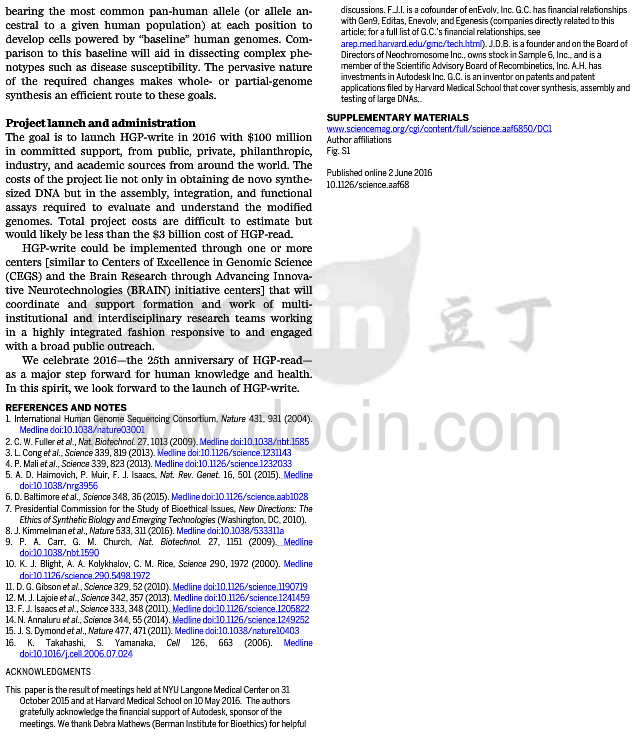 bearing the most common pan-human allele (or allele an-
cestral to a given human population) at each position to
develop cells powered by "baseline" human genomes. Com-
parison to this baseline will aid in dissecting complex phe-
notypes such as disease susceptibility. The pervasive nature
of the required changes makes whole- or partial-genome
synthesis an efficient route to these goals.
Project launch and administration
The goal is to launch HGP-write in 2016 with $100 million
in committed support, from public, private, philanthropic,
industry, and academic sources from around the world. The
costs of the project lie not only in obtaining de novo synthe-
sized DNA but in the assembly, integration, and functional
assays required to evaluate and understand the modified
genomes. Total project costs are difficult to estimate but
would likely be less than the $3 billion cost of HGP-read.
HGP-write could be implemented through one or more
centers [similar to Centers of Excellence in Genomic Science
(CEGS) and the Brain Research through Advancing Innova-
tive Neurotechnologies (BRAIN) initiative centers] that will
coordinate and support formation and work of multi-
institutional and interdisciplinary research teams working
in a highly integrated fashion responsive to and engaged
with a broad public outreach.
We celebrate 2016—the 25th anniversary of HGP-read—
as a major step forward for human knowledge and health.
In this spirit, we look forward to the launch of HGP-write.
REFERENCES AND NOTES
1. International Human Genome Sequencing Consortium, Nature 431, 931 (2004).
Medline doi:10.1038/nature03001
2. C. W. Fuller et al., Nat. Biotechnol. 27, 1013 (2009). Medline doi:10.1038/nbt.1585
3. L. Cong et al., Science 339, 819 (2013). Medline doi:10.1126/science.1231143
4. P. Mali et al., Science 339, 823 (2013). Medline doi:10.1126/science.1232033
5. A. D. Haimovich, P. Muir, F. J. Isaacs, Nat. Rev. Genet. 16, 501 (2015). Medline
doi:10.1038/nrg3956
6. D. Baltimore et al., Science 348, 36 (2015). Medline doi:10.1126/science.aab1028
7. Presidential Commission for the Study of Bioethical Issues, New Directions: The
Ethics of Synthetic Biology and Emerging Technologies (Washington, DC, 2010).
8. J. Kimmelman et al., Nature 533, 311 (2016). Medline doi:10.1038/533311a
9. P. A. Carr, G. M. Church, Nat. Biotechnol. 27, 1151 (2009). Medline
doi:10.1038/nbt.1590
10. K. J. Blight, A. A. Kolykhalov, C. M. Rice, Science 290, 1972 (2000). Medline
doi:10.1126/science.290.5498.1972
11. D. G. Gibson et al., Science 329, 52 (2010). Medline doi:10.1126/science.1190719
12. M. J. Lajoie et al., Science 342, 357 (2013). Medline doi:10.1126/science.1241459
13. F. J. Isaacs et al., Science 333, 348 (2011). Medline doi:10.1126/science.1205822
14. N. Annaluru et al., Science 344, 55 (2014). Medline doi:10.1126/science.1249252
15. J. S. Dymond et al., Nature 477, 471 (2011). Medline doi:10.1038/nature10403
16. K. Takahashi, S. Yamanaka, Cell 126, 663 (2006). Medline
doi:10.1016/j.cell.2006.07.024
ACKNOWLEDGMENTS
This paper is the result of meetings held at NYU Langone Medical Center on 31
October 2015 and at Harvard Medical School on 10 May 2016. The authors
gratefully acknowledge the financial support of Autodesk, sponsor of the
meetings. We thank Debra Mathews (Berman Institute for Bioethics) for helpful
discussions. F.J.I. is a cofounder of enEvolv, Inc. G.C. has financial relationships
with Gen9, Editas, Enevolv, and Egenesis (companies directly related to this
article; for a full list of G.C.'s financial relationships, see
arep.med.harvard.edu/gmc/tech.html). J.D.B. is a founder and on the Board of
Directors of Neochromosome Inc., owns stock in Sample 6, Inc., and is a
member of the Scientific Advisory Board of Recombinetics, Inc. A.H. has
investments in Autodesk Inc. G.C. is an inventor on patents and patent
applications filed by Harvard Medical School that cover synthesis, assembly and
testing of large DNAs..
SUPPLEMENTARY MATERIALS
www.sciencemag.org/cgi/content/full/science.aaf6850/DC1
Author affiliations
Fig. S1
Published online 2 June 2016
10.1126/science.aaf68
docin 豆丁
www.docin.com